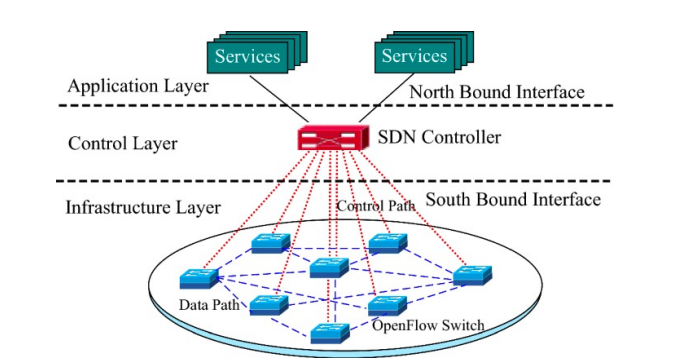 Services
Services
Application Layer
North Bound Interface
Control Layer
SDN Controller
Infrastructure Layer
Control Path
South Bound Interface
Data Path
OpenFlow Switch